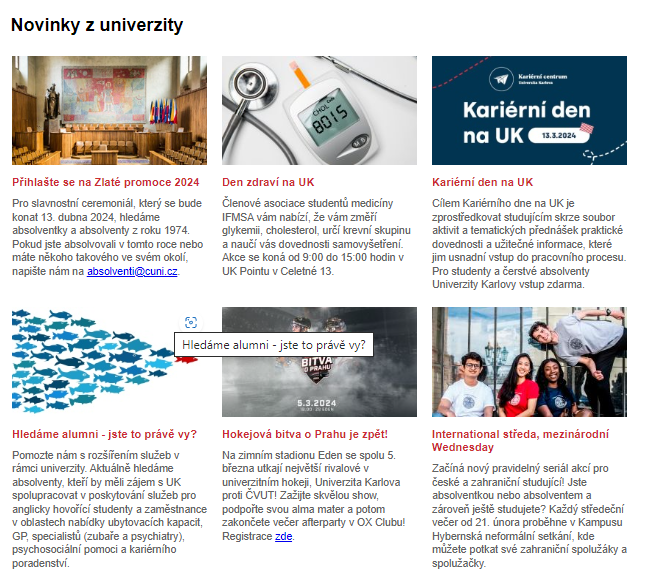 Novinky z univerzity
CHOL
8015
M
Kariérní centrum
Univerzita Karlova
Kariérní den
na UK
13.3.2024
Přihlašte se na Zlaté promoce 2024
Pro slavnostní ceremoniál, který se bude
konat 13. dubna 2024, hledáme
absolventky a absolventy z roku 1974.
Pokud jste absolvovali v tomto roce nebo
máte někoho takového ve svém okolí,
napište nám na absolventi@cuni.cz.
Den zdraví na UK
Členové asociace studentů medicíny
IFMSA vám nabízí, že vám změří
glykemii, cholesterol, určí krevní skupinu
a naučí vás dovednosti samovyšetření.
Akce se koná od 9:00 do 15:00 hodin v
UK Pointu v Celetné 13.
Kariérní den na UK
Cílem Kariérního dne na UK je
zprostředkovat studujícím skrze soubor
aktivit a tematických přednášek praktické
dovednosti a užitečné informace, které
jim usnadní vstup do pracovního procesu.
Pro studenty a čerstvé absolventy
Univerzity Karlovy vstup zdarma.
Hledáme alumni - jste to právě vy?
BITVA
O PRAHU
5.3.2024
Hledáme alumni - jste to právě vy?
Pomozte nám s rozšířením služeb v
rámci univerzity. Aktuálně hledáme
absolventy, kteří by měli zájem s UK
spolupracovat v poskytování služeb pro
anglicky hovořící studenty a zaměstnance
v oblastech nabídky ubytovacích kapacit,
GP, specialistů (zubaře a psychiatry),
psychosociální pomoci a kariérního
poradenství.
Hokejová bitva o Prahu je zpět!
Na zimním stadionu Eden se spolu 5.
března utkají největší rivalové v
univerzitním hokeji, Univerzita Karlova
proti ČVUT! Zažijte skvělou show,
podpořte svou alma mater a potom
zakončete večer afterparty v OX Clubu!
Registrace zde.
International středa, mezinárodní
Wednesday
Začíná nový pravidelný seriál akcí pro
české a zahraniční studující! Jste
absolventkou nebo absolventem a
zároveň ještě studujete? Každý středeční
večer od 21. února proběhne v Kampusu
Hybernská neformální setkání, kde
můžete potkat své zahraniční spolužáky a
spolužačky.